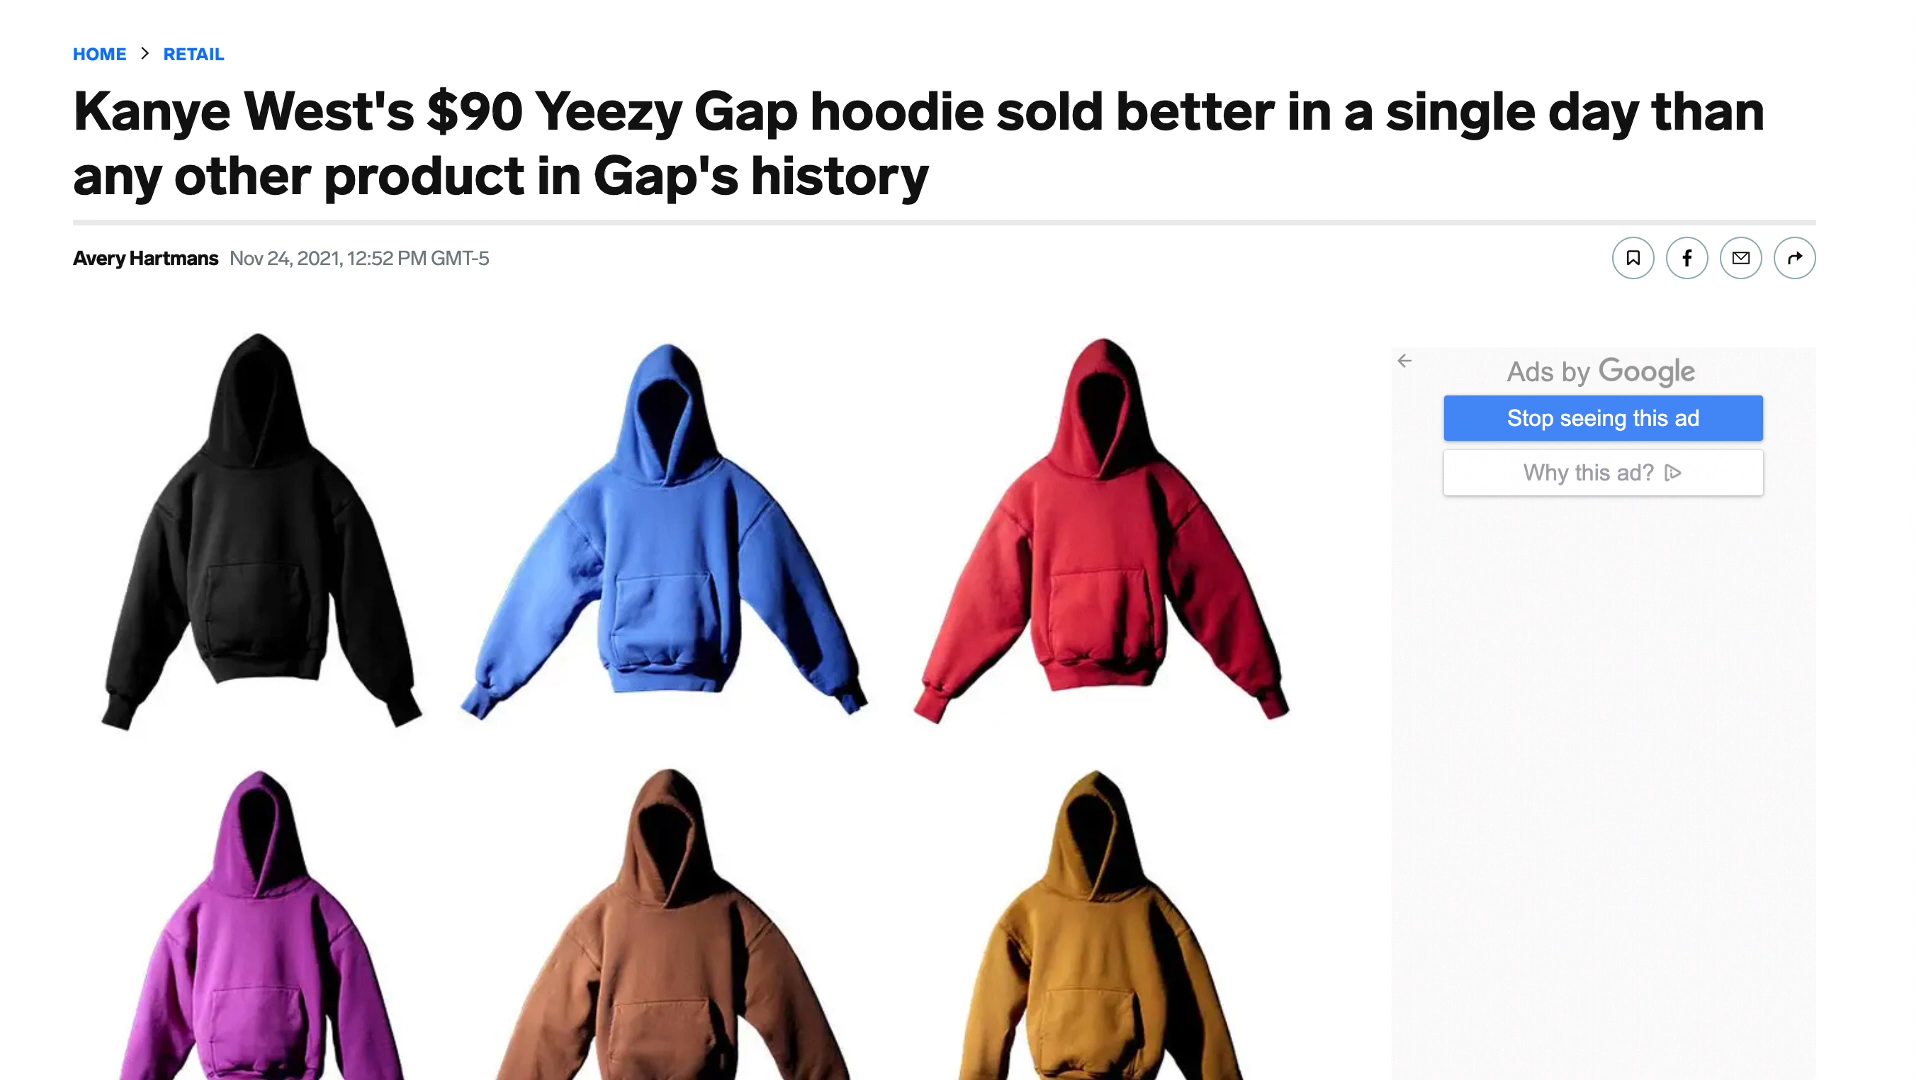 HOME > RETAIL
Kanye West's $90 Yeezy Gap hoodie sold better in a single day than
any other product in Gap's history
Avery Hartmans Nov 24, 2021, 12:52 PM GMT-5
Ads by Google
Stop seeing this ad
Why this ad?